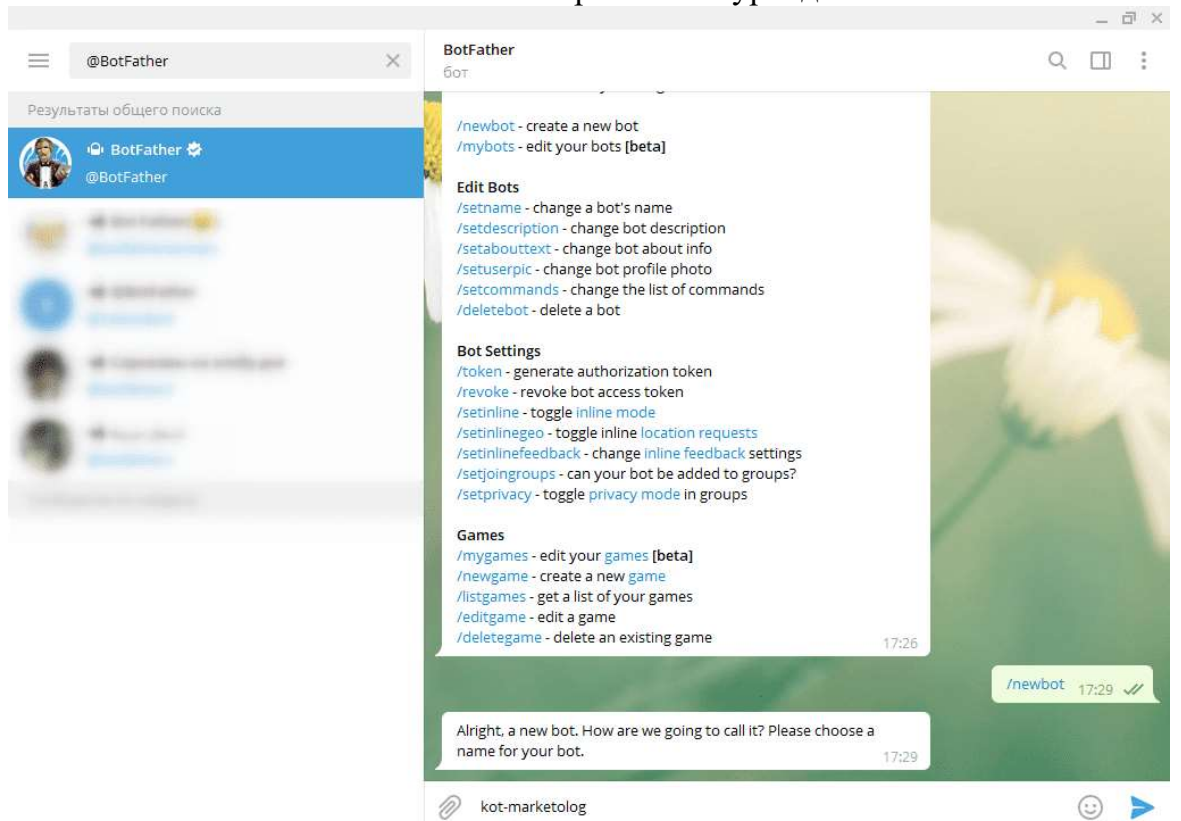 @BotFather
Результаты общего поиска
BotFather
@BotFather
BotFather
бот
/newbot - create a new bot
/mybots - edit your bots [beta]
Edit Bots
/setname - change a bot's name
/setdescription - change bot description
/setabouttext - change bot about info
/setuserpic - change bot profile photo
/setcommands - change the list of commands
/deletebot - delete a bot
Bot Settings
/token - generate authorization token
/revoke - revoke bot access token
/setinline - toggle inline mode
/setinlinegeo - toggle inline location requests
/setinlinefeedback - change inline feedback settings
/setjoingroups - can your bot be added to groups?
/setprivacy - toggle privacy mode in groups
Games
/mygames - edit your games [beta]
/newgame - create a new game
/listgames - get a list of your games
/editgame - edit a game
/deletegame - delete an existing game
17:26
/newbot 17:29
Alright, a new bot. How are we going to call it? Please choose a
name for your bot.
17:29
kot-marketolog